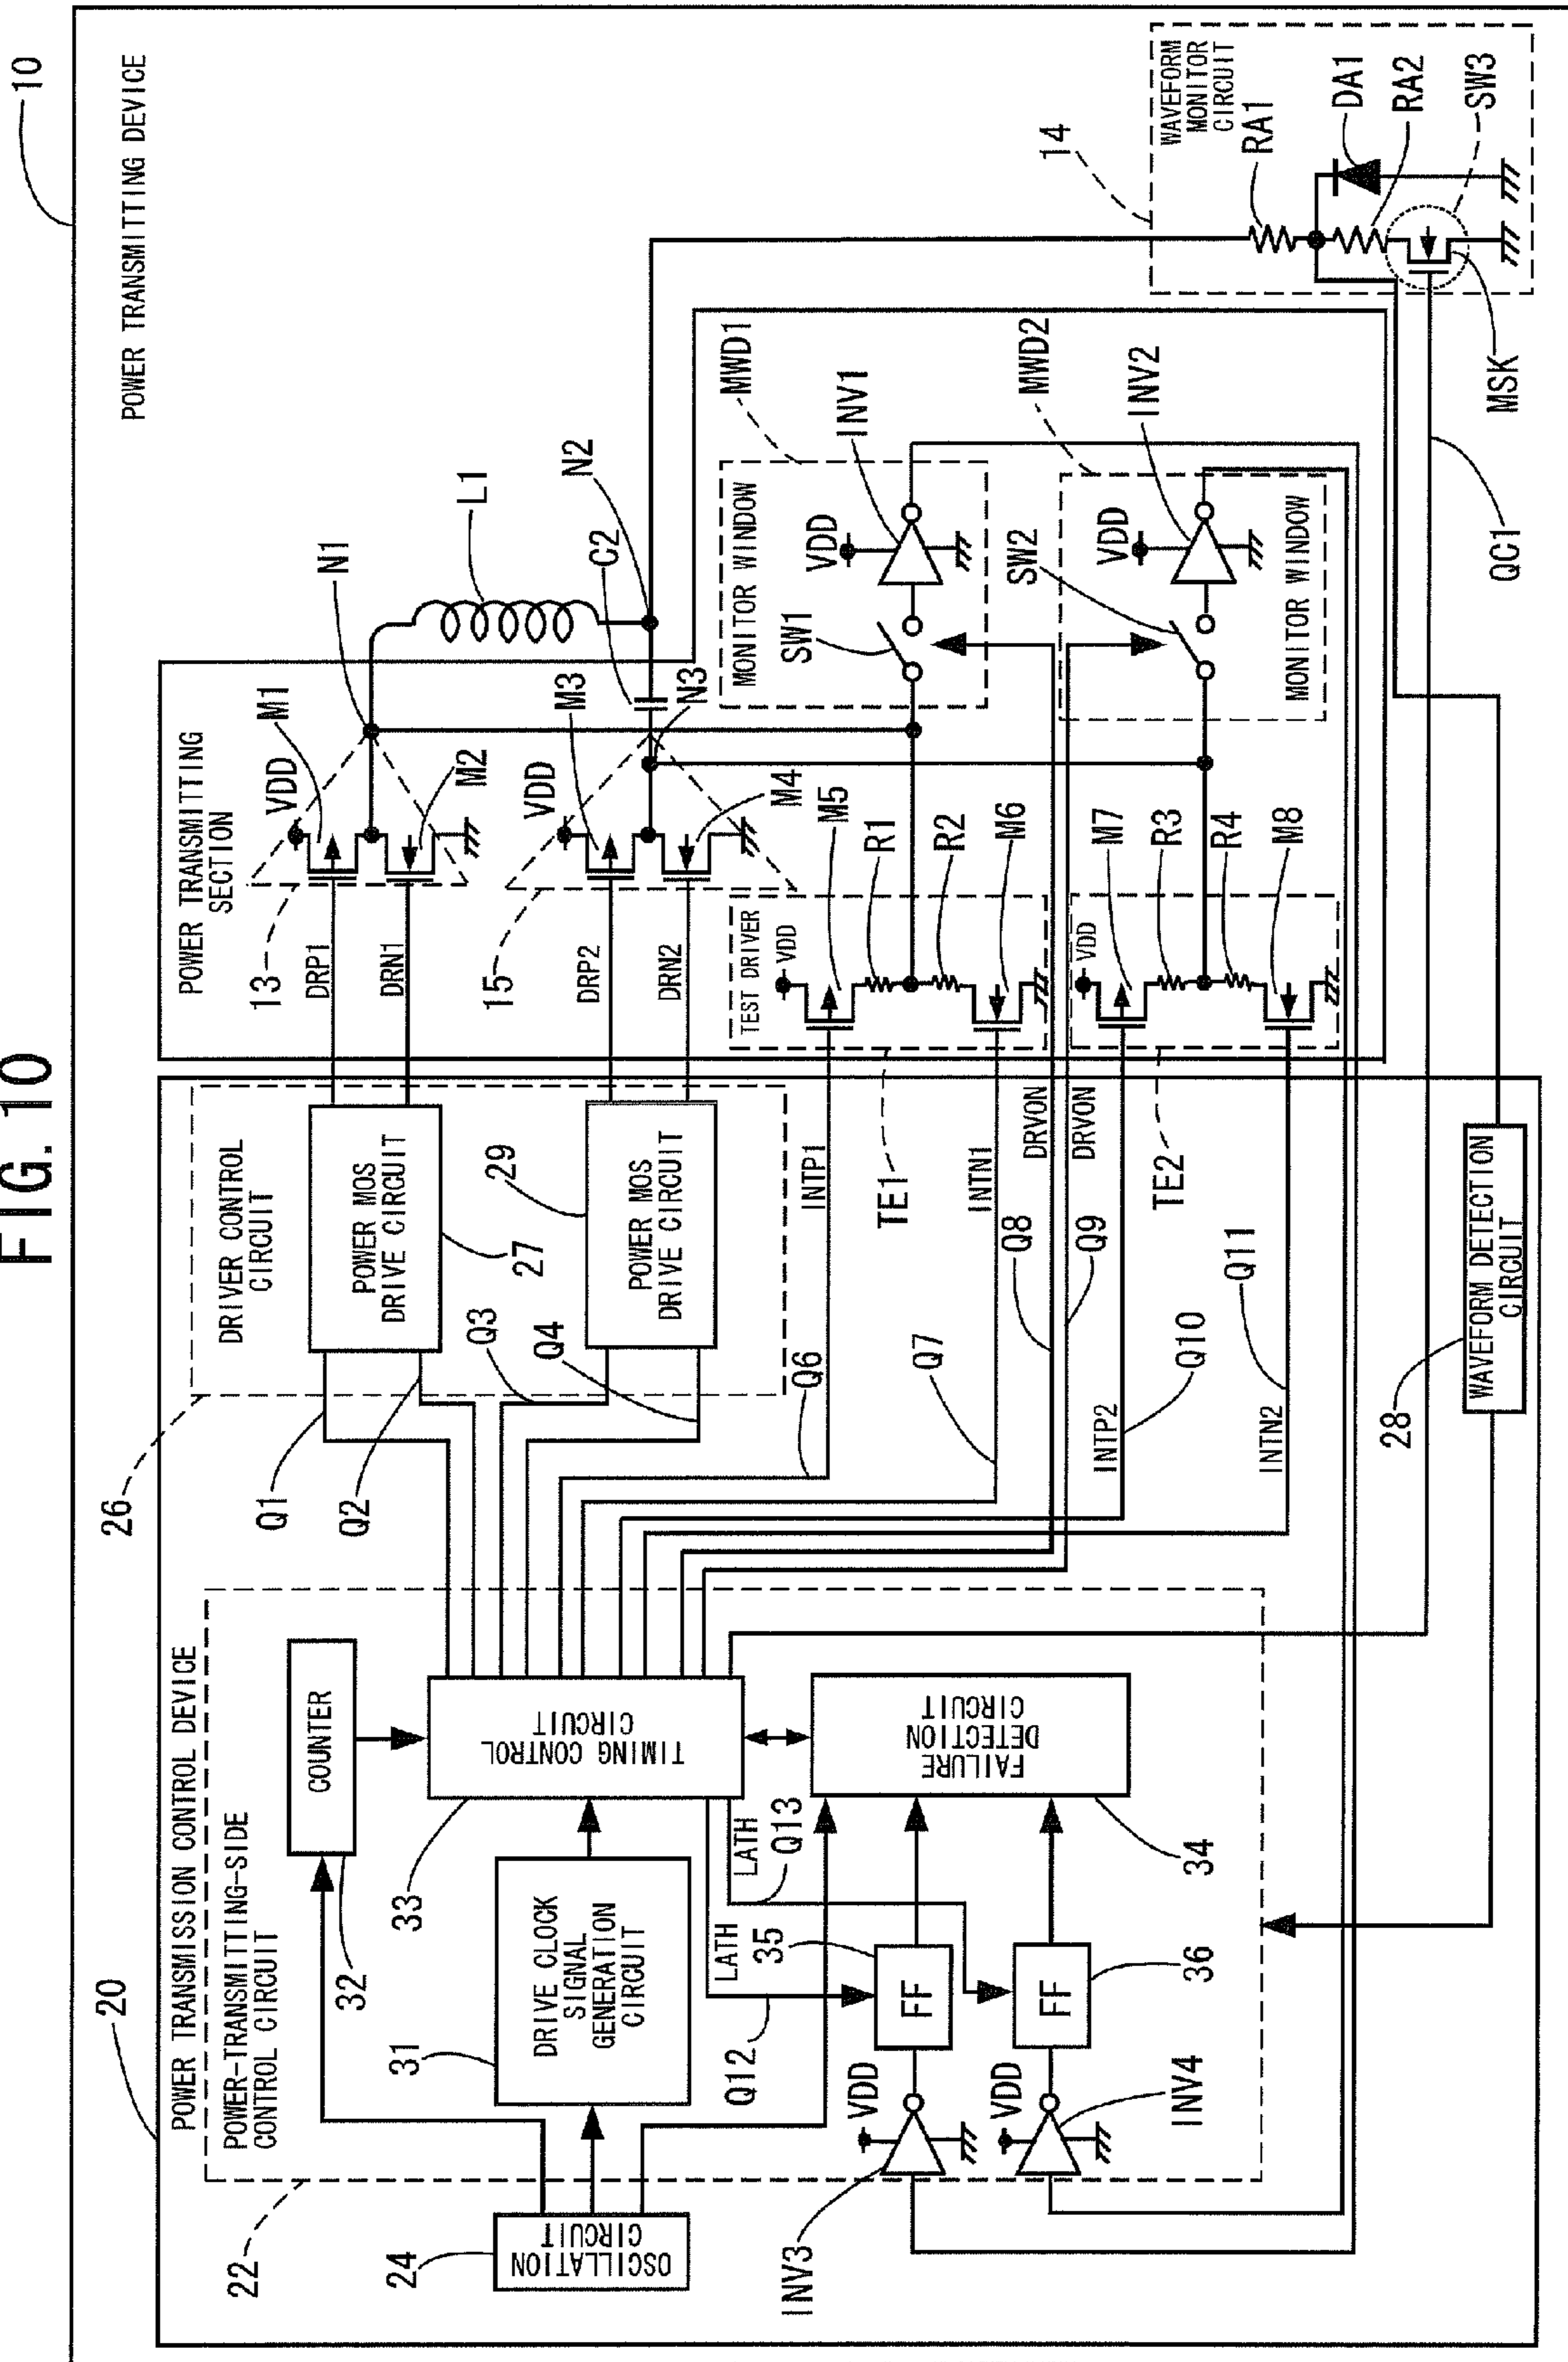 FIG. 10
10
POWER TRANSMITTING DEVICE
20
POWER TRANSMISSION CONTROL DEVICE
22
POWER-TRANSMITTING-SIDE
CONTROL CIRCUIT
24
OSCILLATION
CIRCUIT
32
COUNTER
31
DRIVE CLOCK
SIGNAL
GENERATION
CIRCUIT
33
TIMING CONTROL
CIRCUIT
34
FAILURE
DETECTION
CIRCUIT
LATH
Q12
LATH
Q13
35
FF
36
FF
VDD
INV3
VDD
INV4
26
DRIVER CONTROL
CIRCUIT
POWER MOS
DRIVE CIRCUIT
27
29
POWER MOS
DRIVE CIRCUIT
Q1
Q2
Q3
Q4
Q6
Q7
Q8
Q9
Q10
Q11
INTP1
INTN1
DRVON
DRVON
INTP2
INTN2
28
WAVEFORM DETECTION
CIRCUIT
POWER TRANSMITTING
SECTION
13
DRP1
DRN1
VDD
M1
M2
15
DRP2
DRN2
VDD
M3
M4
N1
L1
N2
C2
N3
TEST DRIVER
VDD
M5
R1
R2
M6
TE1
VDD
M7
R3
R4
M8
TE2
MWD1
MONITOR WINDOW
SW1
VDD
INV1
MWD2
MONITOR WINDOW
SW2
VDD
INV2
14
WAVEFORM
MONITOR
CIRCUIT
RA1
DA1
RA2
SW3
MSK
QC1